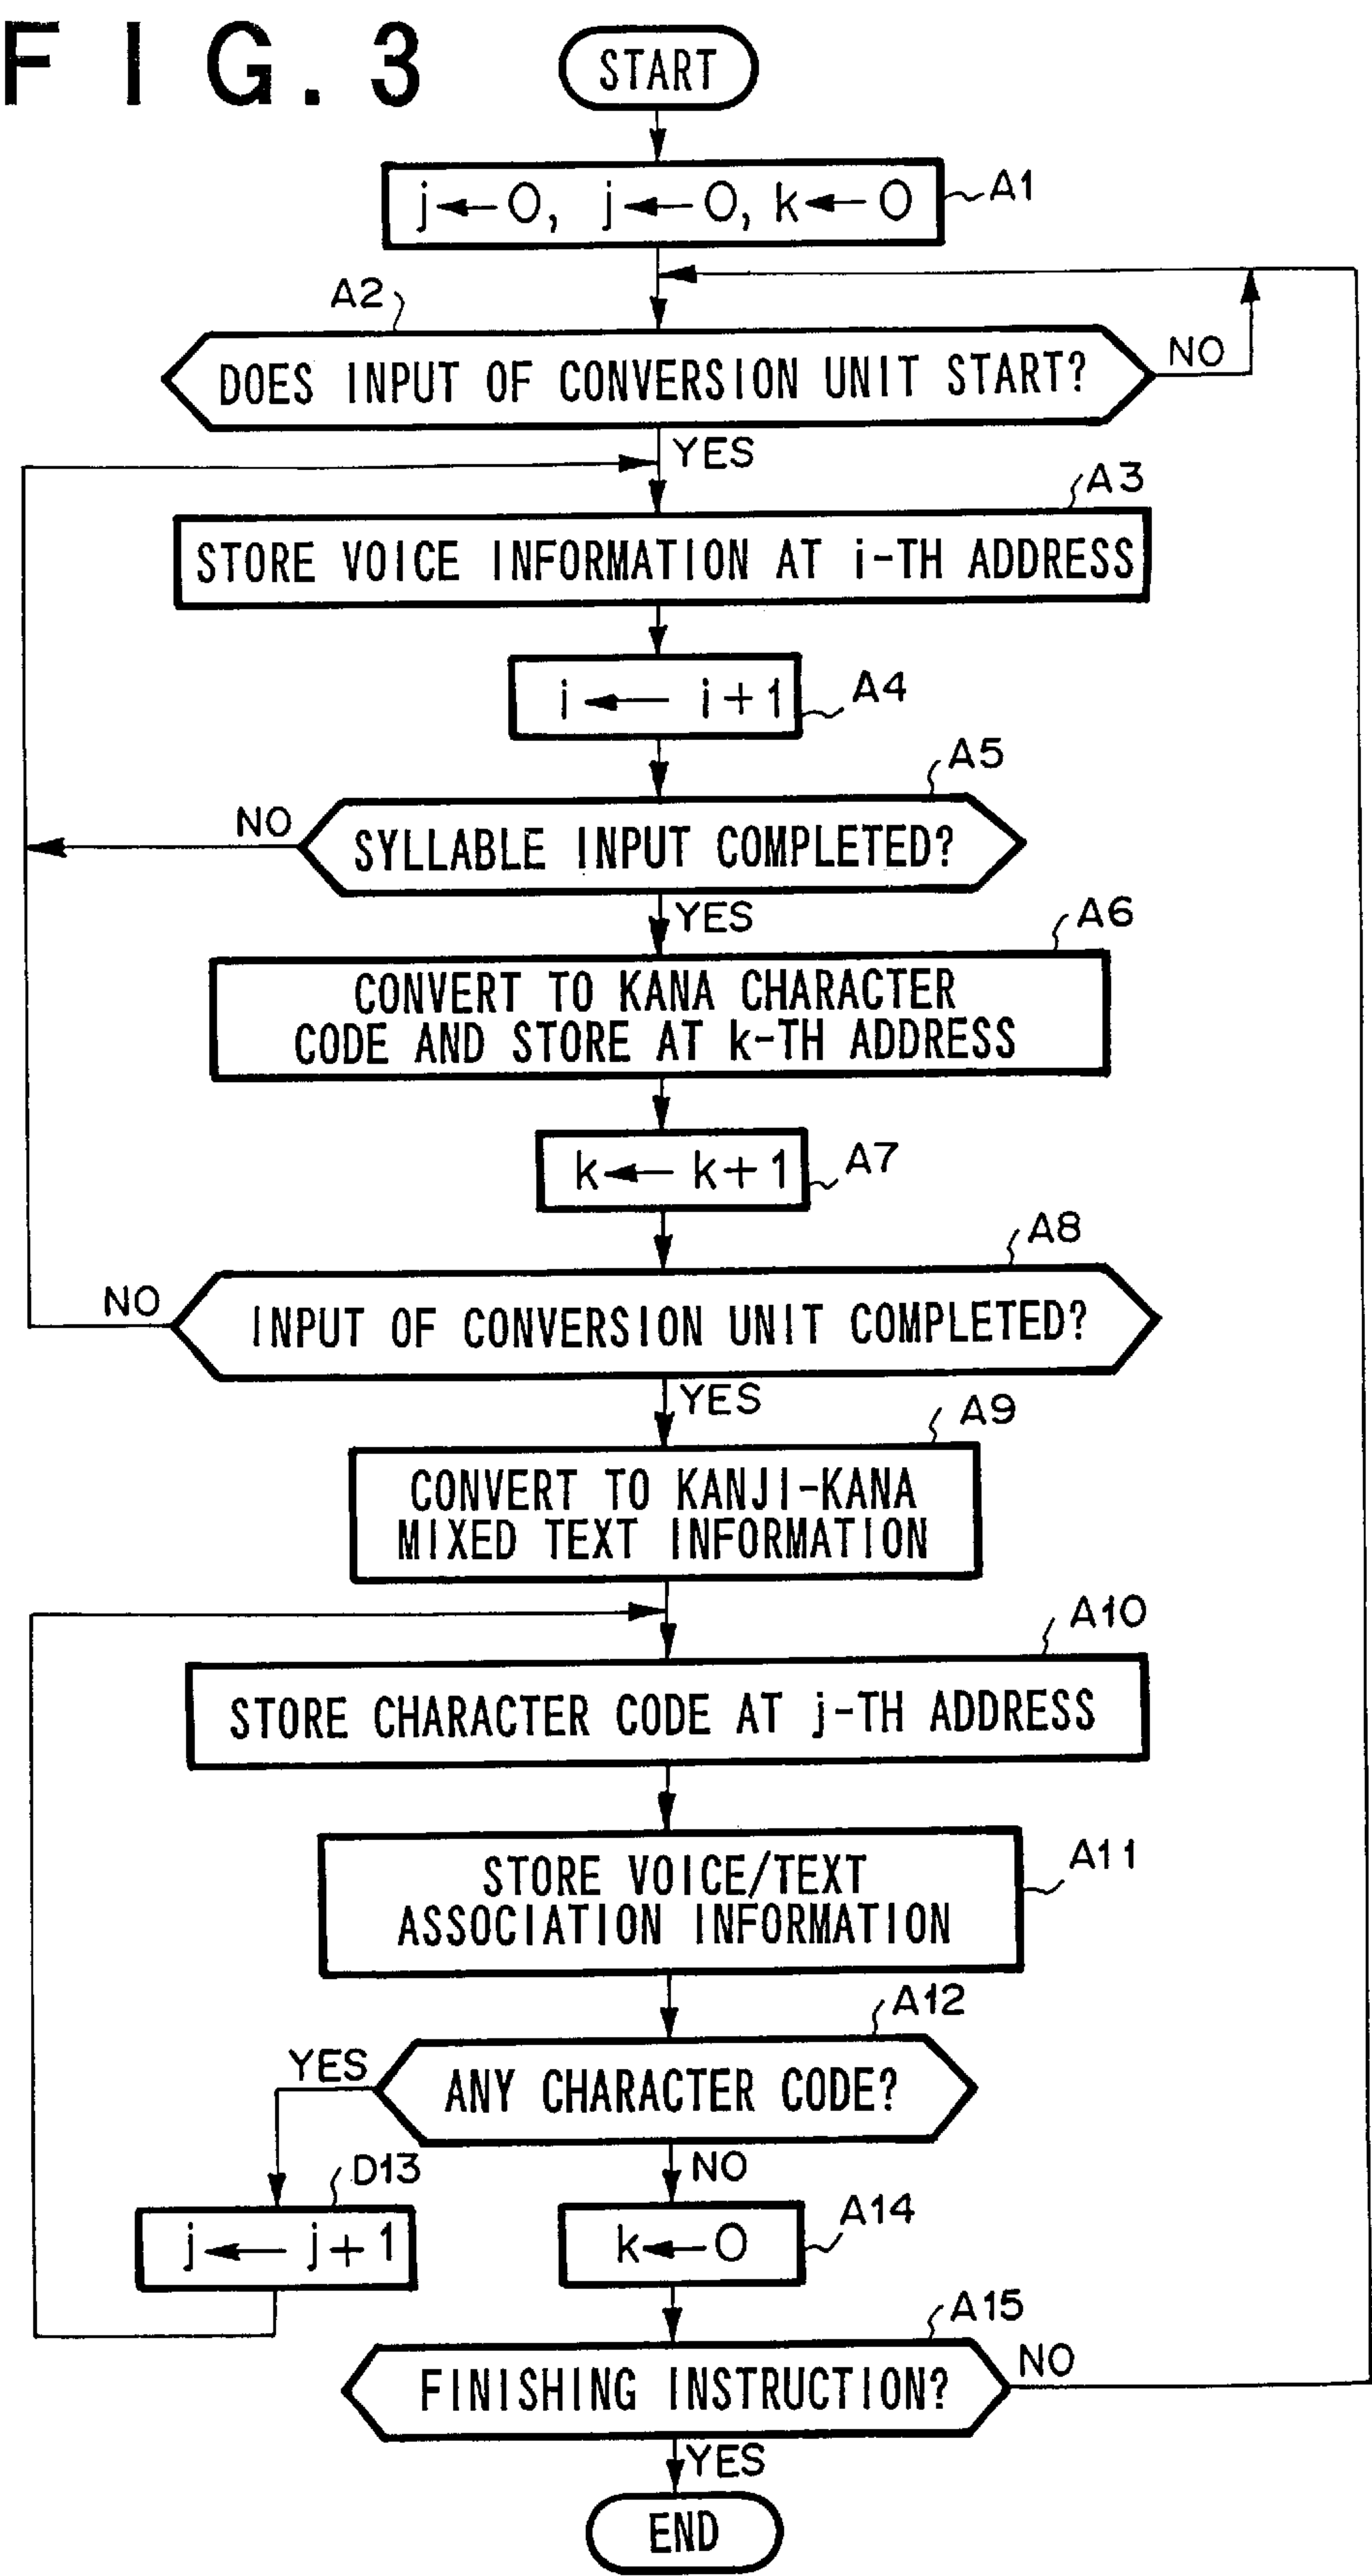 FIG. 3
START
j←0, j←0, k←0
A1
A2
DOES INPUT OF CONVERSION UNIT START?
NO
YES
A3
STORE VOICE INFORMATION AT i-TH ADDRESS
i ← i+1
A4
A5
NO
SYLLABLE INPUT COMPLETED?
YES
A6
CONVERT TO KANA CHARACTER
CODE AND STORE AT k-TH ADDRESS
k ← k+1
A7
A8
NO
INPUT OF CONVERSION UNIT COMPLETED?
YES
A9
CONVERT TO KANJI-KANA
MIXED TEXT INFORMATION
A10
STORE CHARACTER CODE AT j-TH ADDRESS
STORE VOICE/TEXT
ASSOCIATION INFORMATION
A11
A12
YES
ANY CHARACTER CODE?
NO
D13
j ← j+1
k←0
A14
A15
FINISHING INSTRUCTION?
NO
YES
END